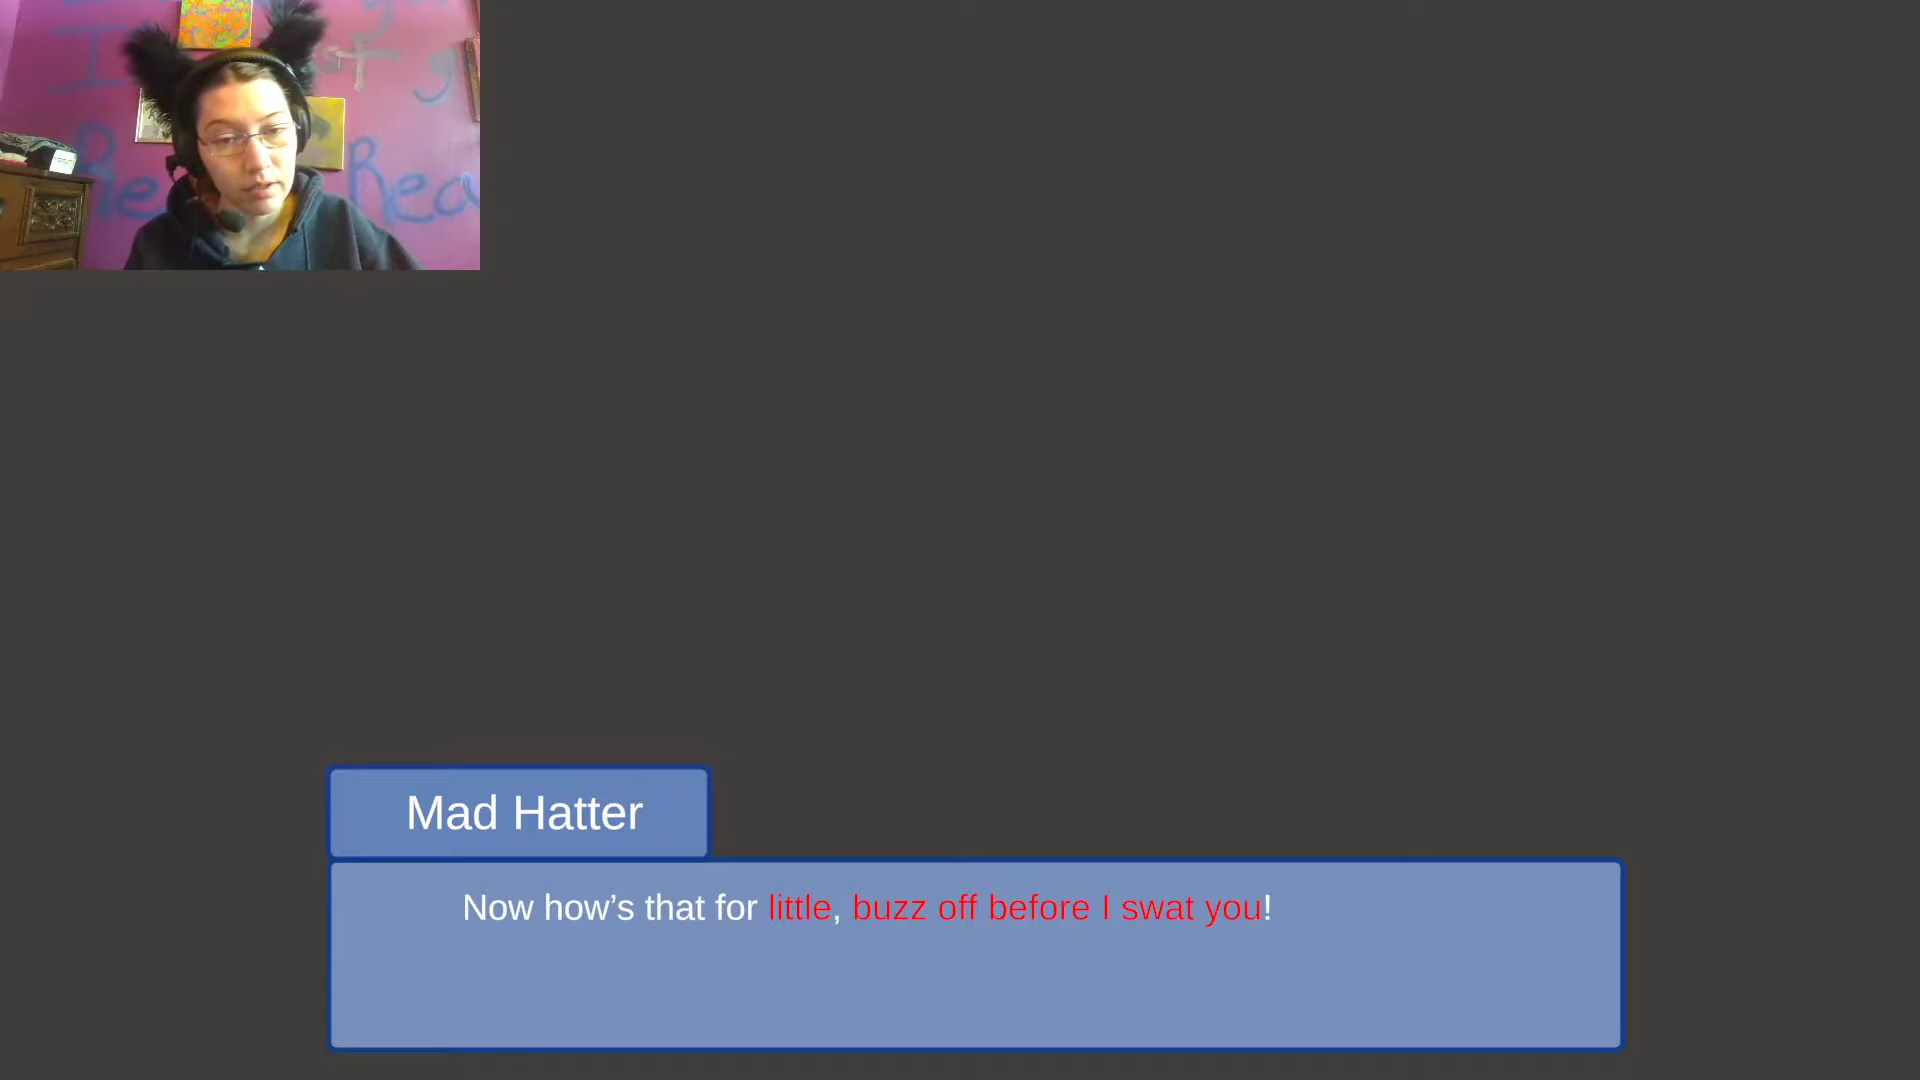 Mad Hatter
Now how’s that for little, buzz off before I swat you!